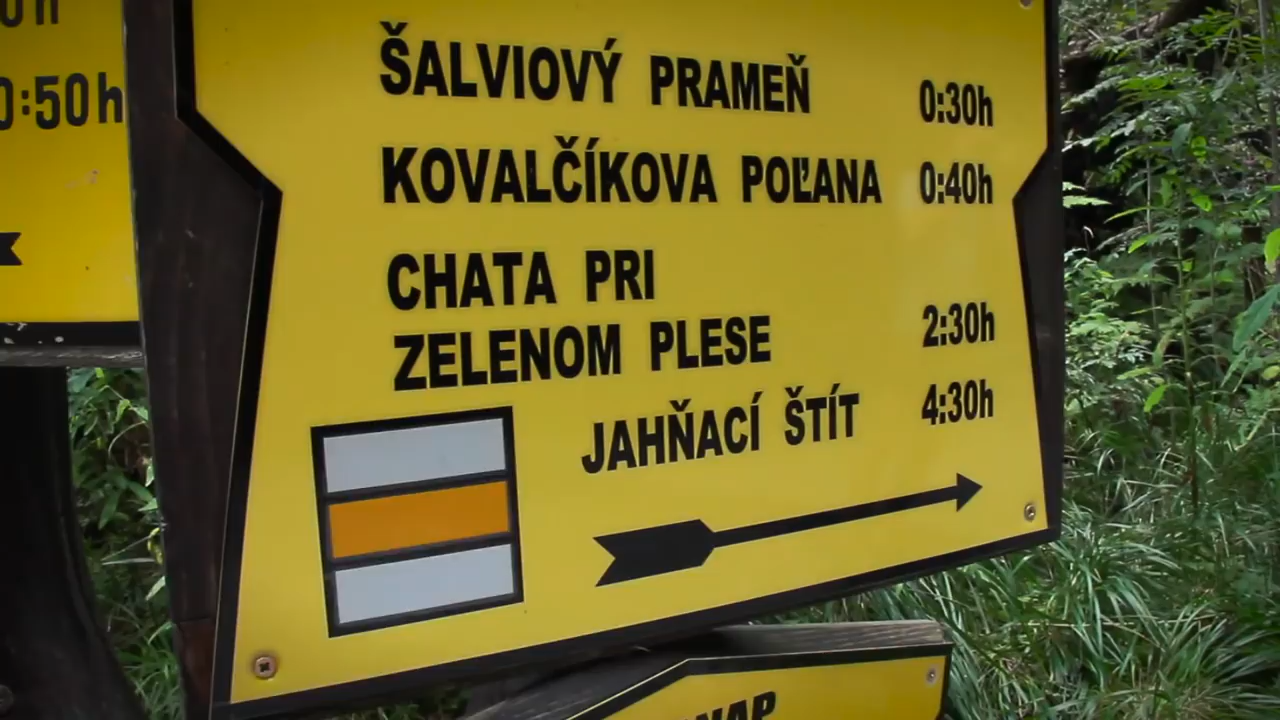 0:50h
ŠALVIOVÝ PRAMEŇ 0:30h
KOVALČÍKOVA POĽANA 0:40h
CHATA PRI
ZELENOM PLESE 2:30h
JAHŇACÍ ŠTÍT 4:30h